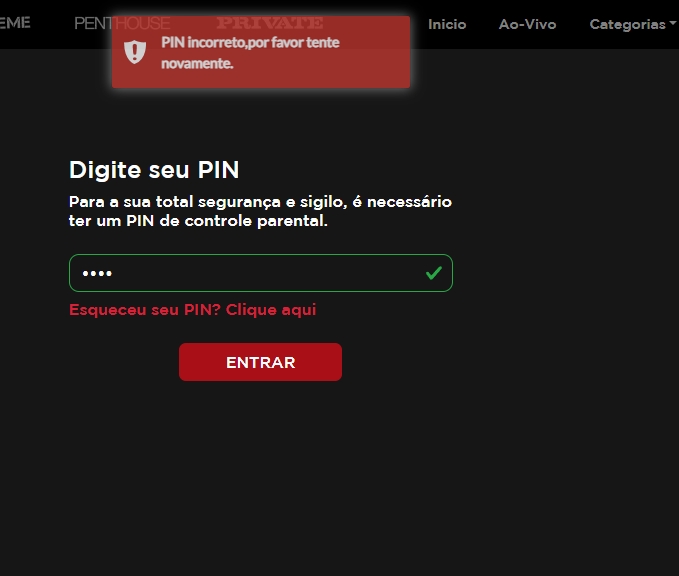 EME PENTHOUSE PRIVATE Inicio Ao-Vivo Categorias
PIN incorreto,por favor tente
novamente.
Digite seu PIN
Para a sua total segurança e sigilo, é necessário
ter um PIN de controle parental.
••••
Esqueceu seu PIN? Clique aqui
ENTRAR